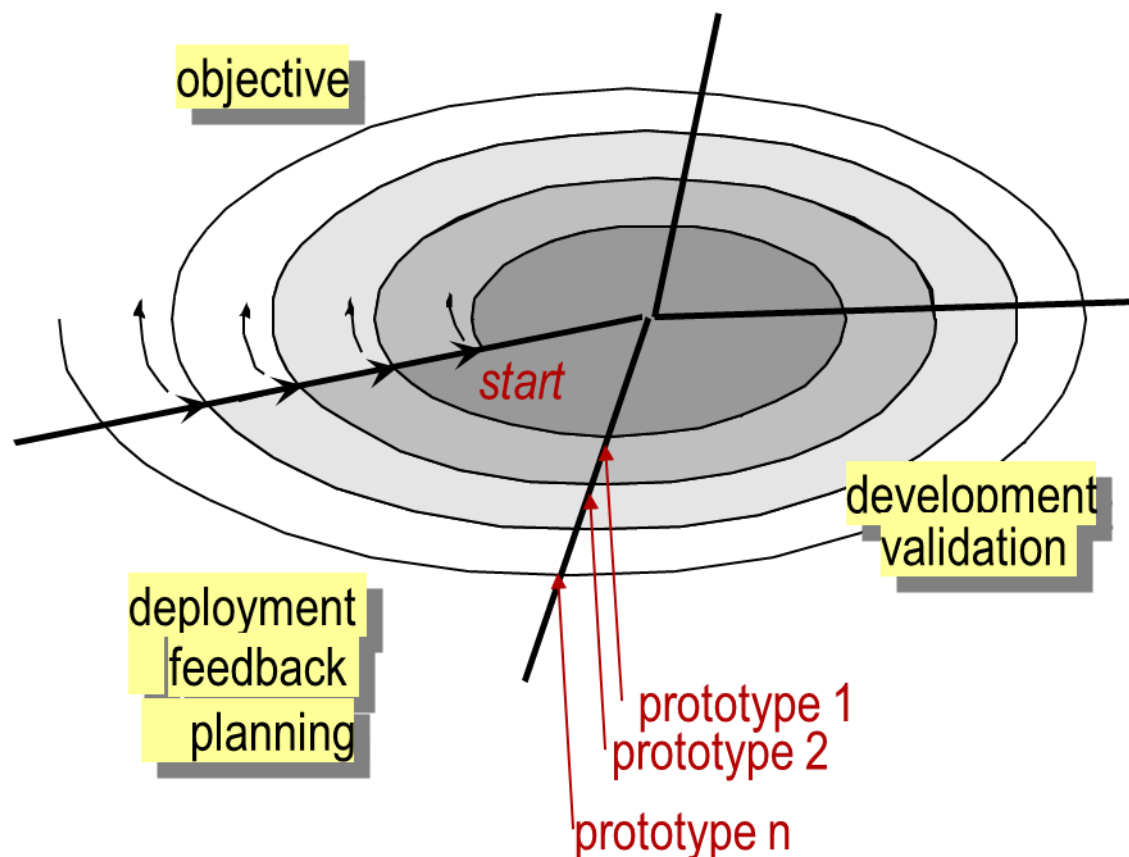 objective
start
development
validation
deployment
feedback
planning
prototype 1
prototype 2
prototype n